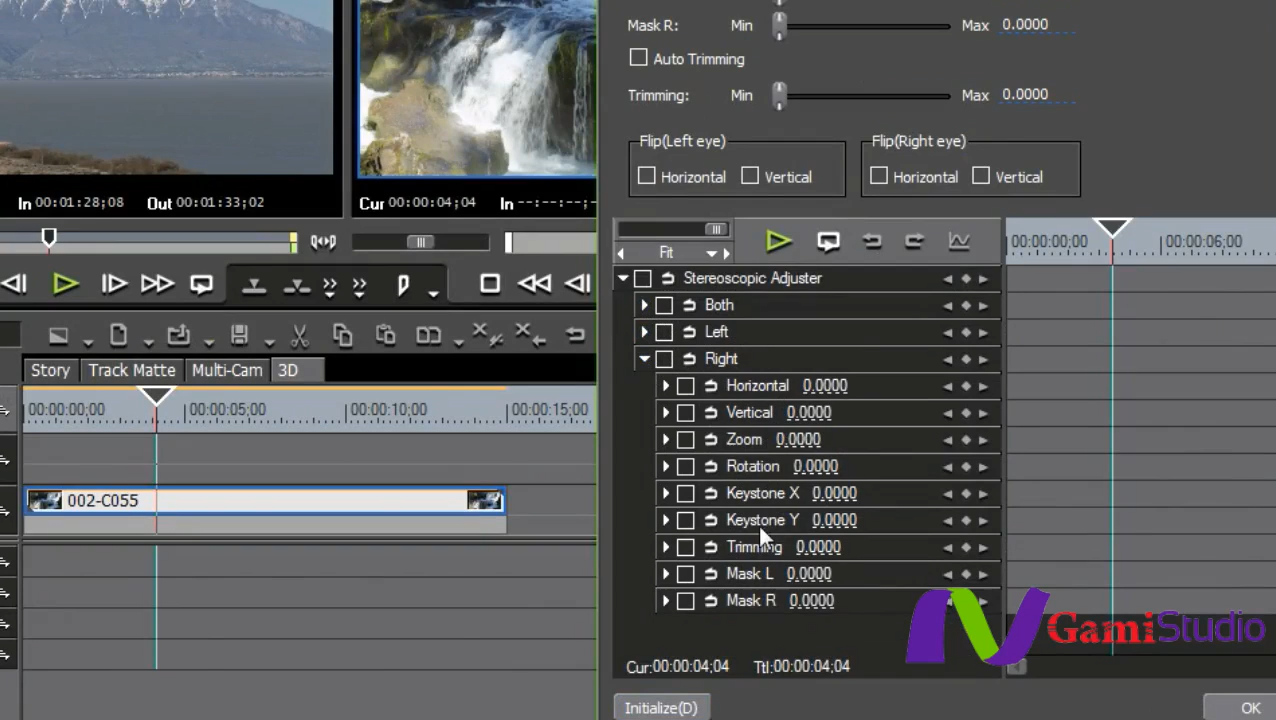 Mask R: Min Max 0.0000
Auto Trimming
Trimming: Min Max 0.0000
Flip(Left eye) Flip(Right eye)
Horizontal Vertical Horizontal Vertical
In 00:01:28;08 Out 00:01:33;02 Cur 00:00:04;04 In --:--:--;--
Fit
00:00:00;00 00:00:06;00
Stereoscopic Adjuster
Both
Left
Right
Horizontal 0.0000
Vertical 0.0000
Zoom 0.0000
Rotation 0.0000
Keystone X 0.0000
Keystone Y 0.0000
Trimming 0.0000
Mask L 0.0000
Mask R 0.0000
Story Track Matte Multi-Cam 3D
00:00:00;00 00:00:05;00 00:00:10;00 00:00:15;00
002-C055
GamiStudio
Cur:00:00:04;04 Ttl:00:00:04;04
Initialize(D) OK